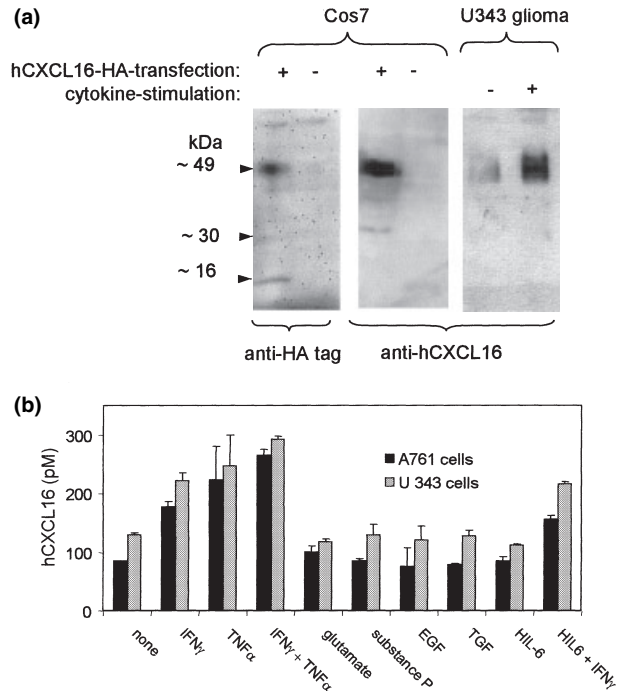 (a)
Cos7
U343 glioma
hCXCL16-HA-transfection:
+ - + -
cytokine-stimulation:
- +
kDa
~ 49
~ 30
~ 16
anti-HA tag
anti-hCXCL16
(b)
hCXCL16 (pM)
300
200
100
0
A761 cells
U 343 cells
none
IFNγ
TNFα
IFNγ + TNFα
glutamate
substance P
EGF
TGF
HIL-6
HIL6 + IFNγ